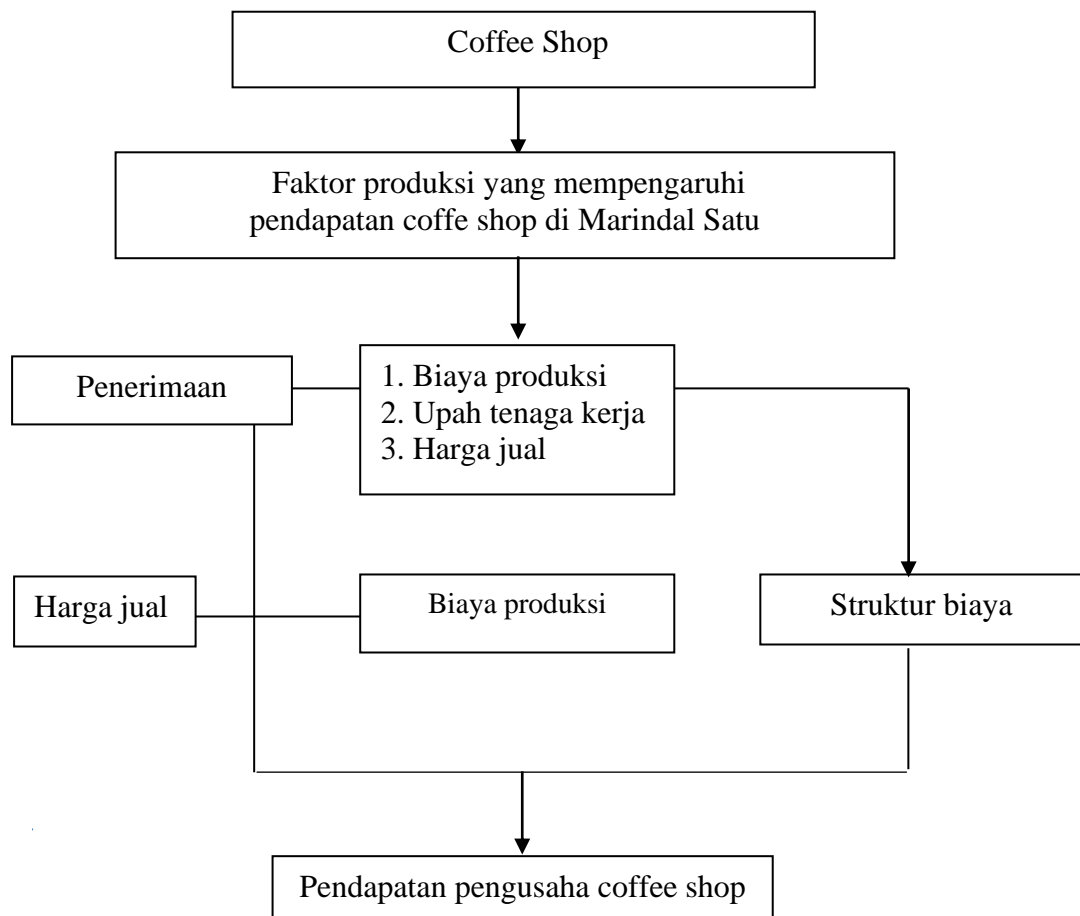 Coffee Shop
Faktor produksi yang mempengaruhi
pendapatan coffe shop di Marindal Satu
Penerimaan
1. Biaya produksi
2. Upah tenaga kerja
3. Harga jual
Harga jual
Biaya produksi
Struktur biaya
Pendapatan pengusaha coffee shop